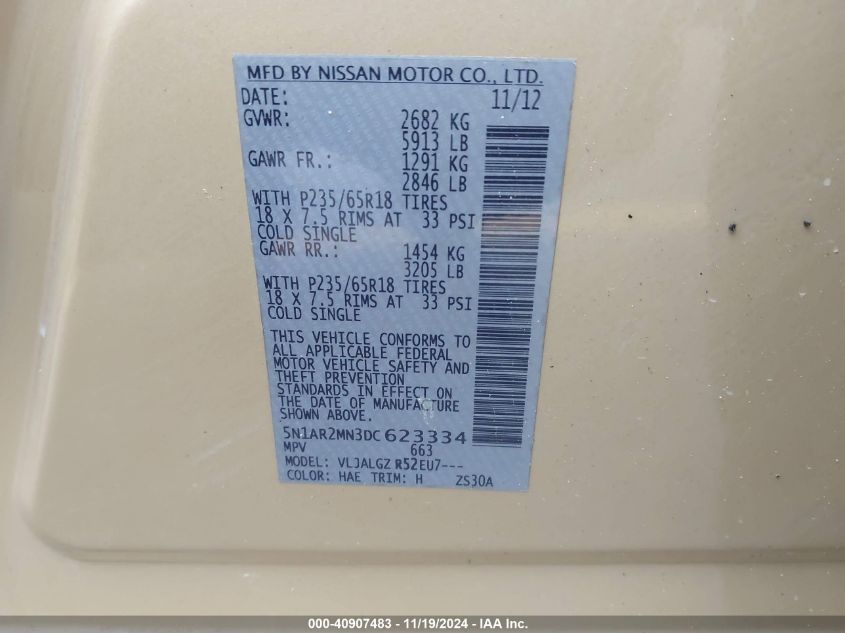 MFD BY NISSAN MOTOR CO., LTD.
DATE: 11/12
GVWR: 2682 KG
5913 LB
GAWR FR.: 1291 KG
2846 LB
WITH P235/65R18 TIRES
18 X 7.5 RIMS AT 33 PSI
COLD SINGLE
GAWR RR.: 1454 KG
3205 LB
WITH P235/65R18 TIRES
18 X 7.5 RIMS AT 33 PSI
COLD SINGLE
THIS VEHICLE CONFORMS TO
ALL APPLICABLE FEDERAL
MOTOR VEHICLE SAFETY AND
THEFT PREVENTION
STANDARDS IN EFFECT ON
THE DATE OF MANUFACTURE
SHOWN ABOVE.
5N1AR2MN3DC623334
MPV 663
MODEL: VLJALGZ R52EU7---
COLOR: HAE TRIM: H ZS30A
000-40907483 - 11/19/2024 - IAA Inc.